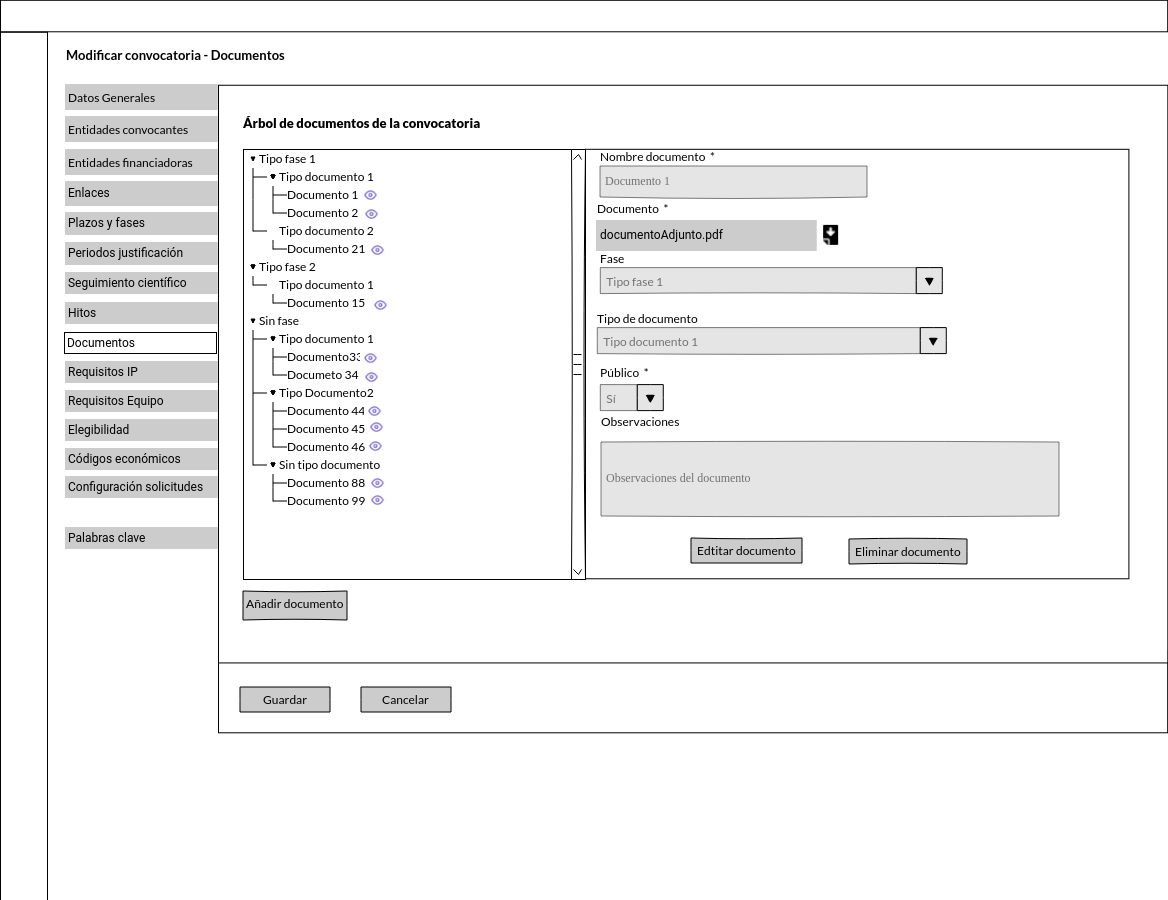 Modificar convocatoria - Documentos
Datos Generales
Entidades convocantes
Entidades financiadoras
Enlaces
Plazos y fases
Periodos justificación
Seguimiento científico
Hitos
Documentos
Requisitos IP
Requisitos Equipo
Elegibilidad
Códigos económicos
Configuración solicitudes
Palabras clave
Árbol de documentos de la convocatoria
Tipo fase 1
Tipo documento 1
Documento 1
Documento 2
Tipo documento 2
Documento 21
Tipo fase 2
Tipo documento 1
Documento 15
Sin fase
Tipo documento 1
Documento33
Documeto 34
Tipo Documento2
Documento 44
Documento 45
Documento 46
Sin tipo documento
Documento 88
Documento 99
Nombre documento *
Documento 1
Documento *
documentoAdjunto.pdf
Fase
Tipo fase 1
Tipo de documento
Tipo documento 1
Público *
Sí
Observaciones
Observaciones del documento
Edtitar documento
Eliminar documento
Añadir documento
Guardar
Cancelar